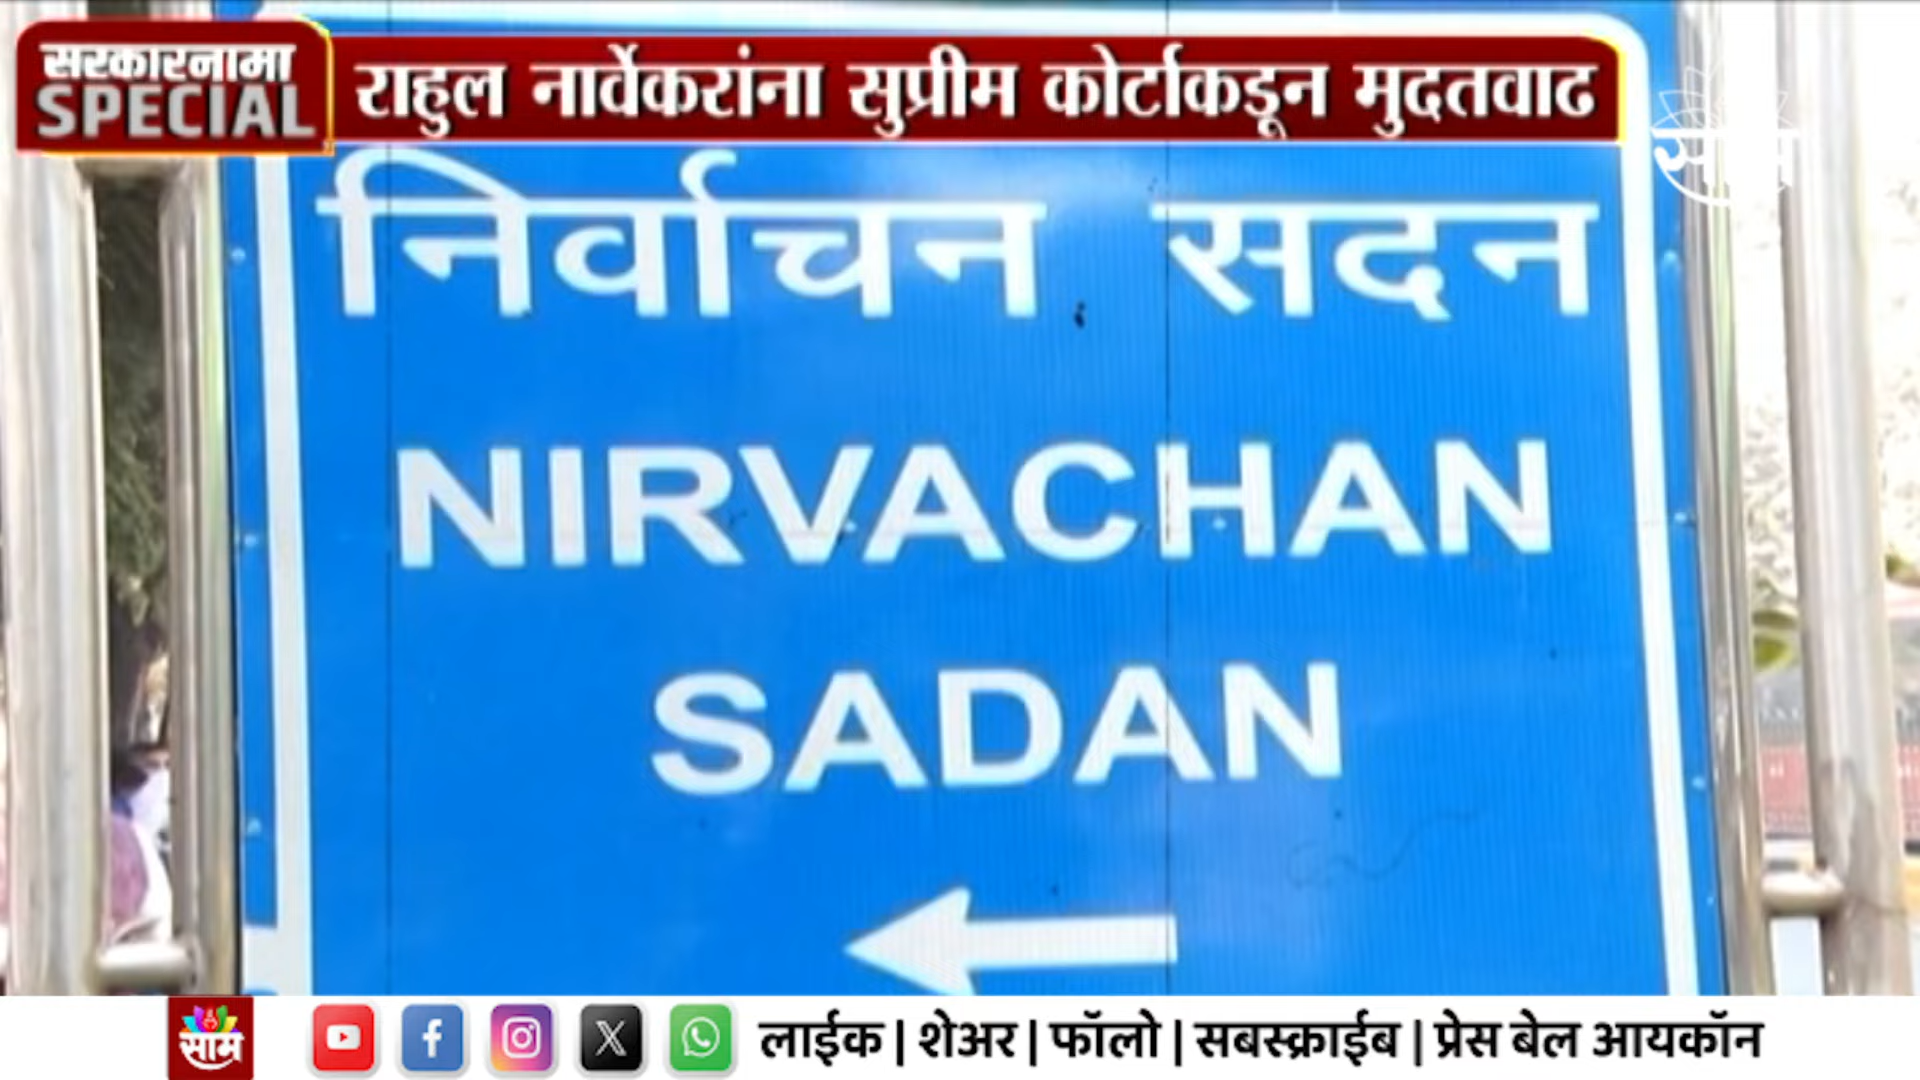 सरकारनामा
SPECIAL
राहुल नार्वेकरांना सुप्रीम कोर्टाकडून मुदतवाढ
साम
निर्वाचन सदन
NIRVACHAN
SADAN
साम
लाईक | शेअर | फॉलो | सबस्क्राईब | प्रेस बेल आयकॉन